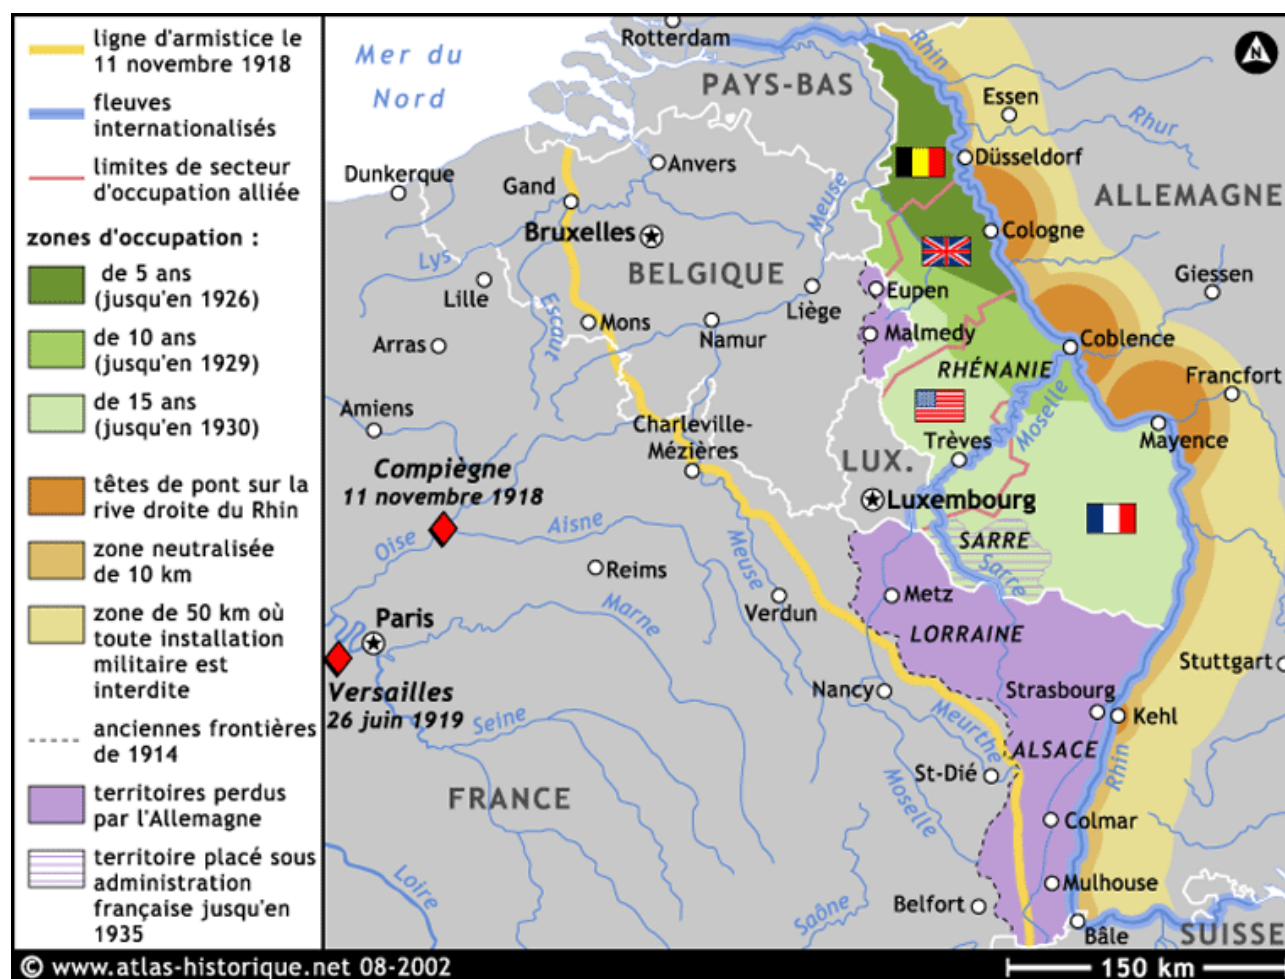 ligne d'armistice le
11 novembre 1918
fleuves
internationalisés
limites de secteur
d'occupation alliée
zones d'occupation :
de 5 ans
(jusqu'en 1926)
de 10 ans
(jusqu'en 1929)
de 15 ans
(jusqu'en 1930)
têtes de pont sur la
rive droite du Rhin
zone neutralisée
de 10 km
zone de 50 km où
toute installation
militaire est
interdite
anciennes frontières
de 1914
territoires perdus
par l'Allemagne
territoire placé sous
administration
française jusqu'en
1935
Mer du
Nord
Rotterdam
PAYS-BAS
Rhin
N
Essen
Rhur
Düsseldorf
ALLEMAGNE
Dunkerque
Gand
Anvers
Meuse
Bruxelles
Cologne
Lys
BELGIQUE
Giessen
Lille
Escaut
Liège
Eupen
Mons
Namur
Malmedy
Coblence
Arras
RHÉNANIE
Francfort
Amiens
Moselle
Charleville-
Mézières
Trèves
Mayence
LUX.
Compiègne
11 novembre 1918
Luxembourg
Oise
Aisne
Meuse
SARRE
Sarre
Reims
Metz
Verdun
Marne
Paris
LORRAINE
Versailles
26 juin 1919
Nancy
Stuttgart
Strasbourg
Kehl
Seine
Meurthe
ALSACE
Rhin
St-Dié
FRANCE
Moselle
Colmar
Loire
Mulhouse
Belfort
Saône
Bâle
SUISSE
© www.atlas-historique.net 08-2002
150 km